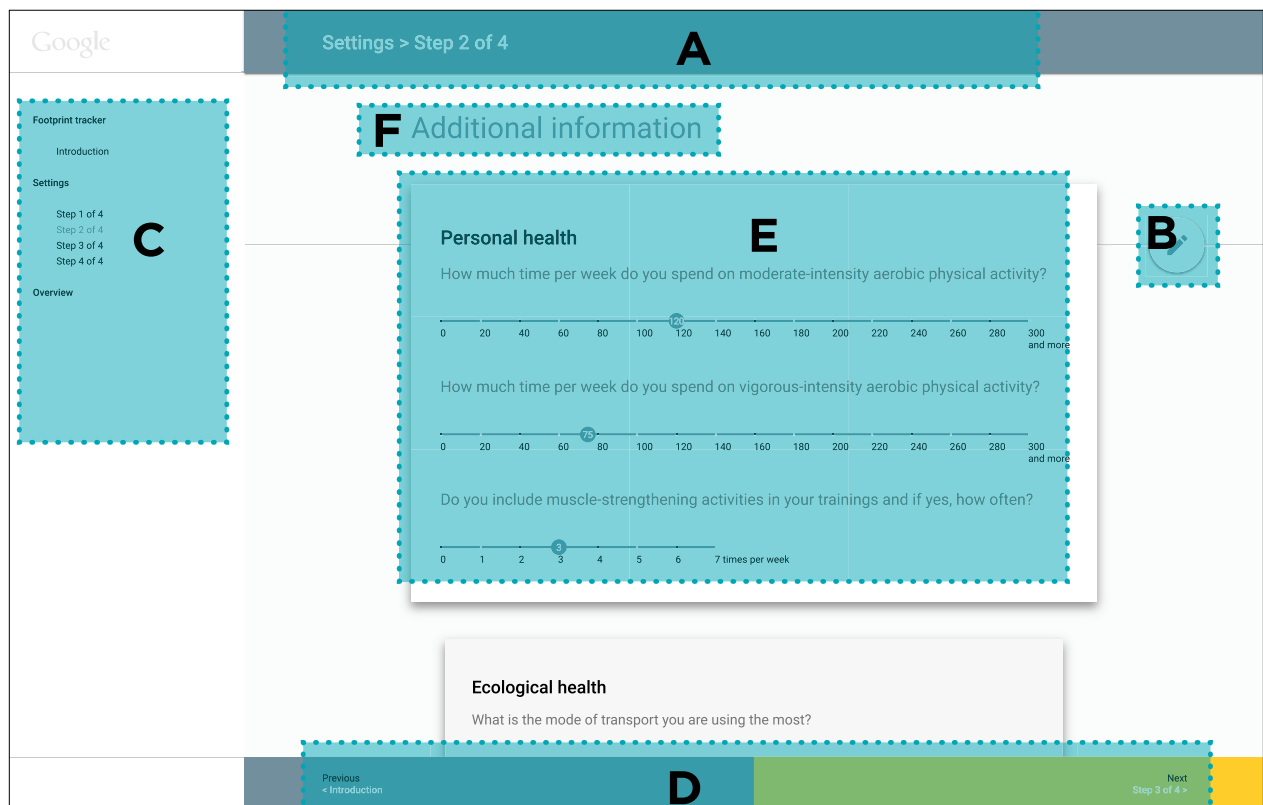 Google
Settings > Step 2 of 4
A
F
Additional information
Footprint tracker
Introduction
Settings
Step 1 of 4
Step 2 of 4
Step 3 of 4
Step 4 of 4
Overview
C
B
E
Personal health
How much time per week do you spend on moderate-intensity aerobic physical activity?
120
0 20 40 60 80 100 120 140 160 180 200 220 240 260 280 300
and more
How much time per week do you spend on vigorous-intensity aerobic physical activity?
75
0 20 40 60 80 100 120 140 160 180 200 220 240 260 280 300
and more
Do you include muscle-strengthening activities in your trainings and if yes, how often?
3
0 1 2 3 4 5 6 7 times per week
Ecological health
What is the mode of transport you are using the most?
Previous
< Introduction
D
Next
Step 3 of 4 >